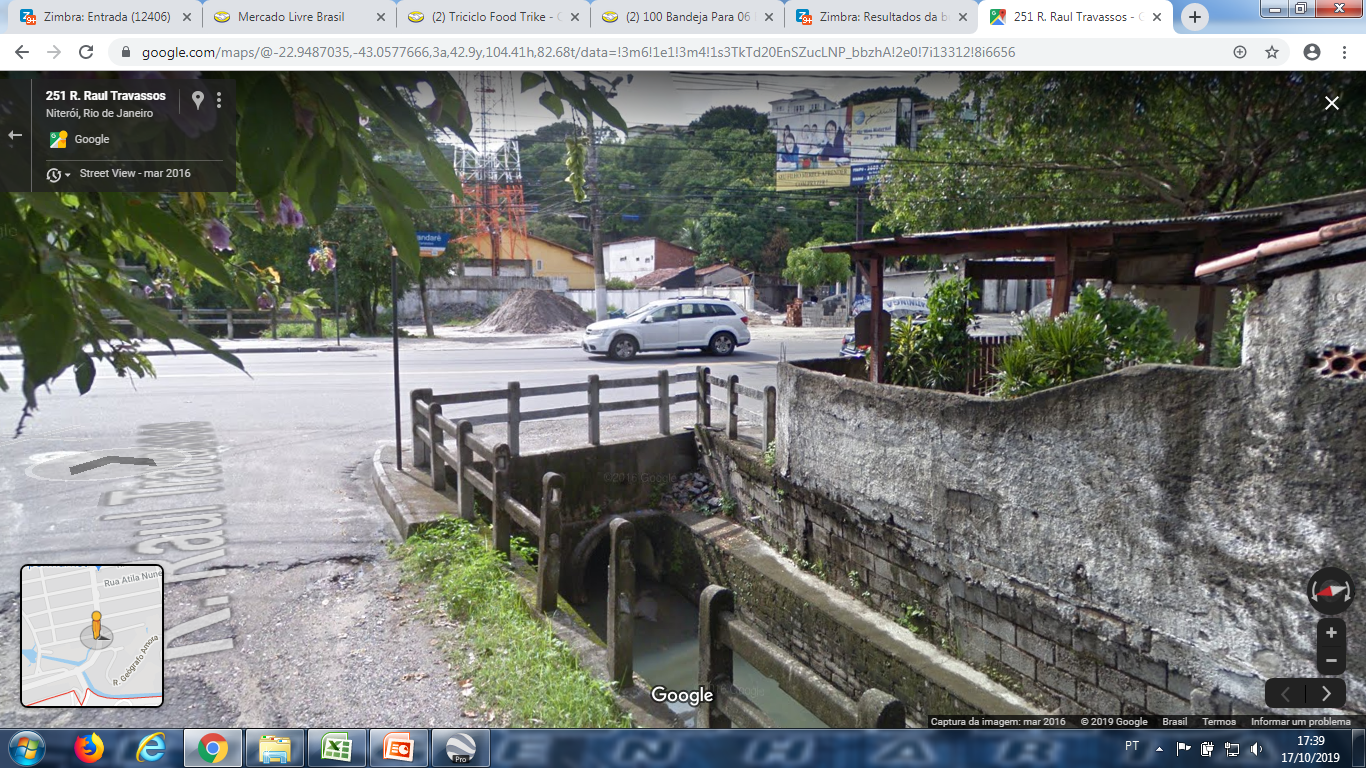 Zimbra: Entrada (12406)
Mercado Livre Brasil
(2) Triciclo Food Trike -
(2) 100 Bandeja Para 06
Zimbra: Resultados da b
251 R. Raul Travassos -
google.com/maps/@-22.9487035,-43.0577666,3a,42.9y,104.41h,82.68t/data=!3m6!1e1!3m4!1s3TkTd20EnSZucLNP_bbzhA!2e0!7i13312!8i6656
251 R. Raul Travassos
Niterói, Rio de Janeiro
Google
Street View - mar 2016
R. Raul Travassos
©2016 Google
Rua Atila Nune
R. Geógrafo Amora
Google
Captura da imagem: mar 2016 © 2019 Google Brasil Termos Informar um problema
Pro
PT
17:39
17/10/2019